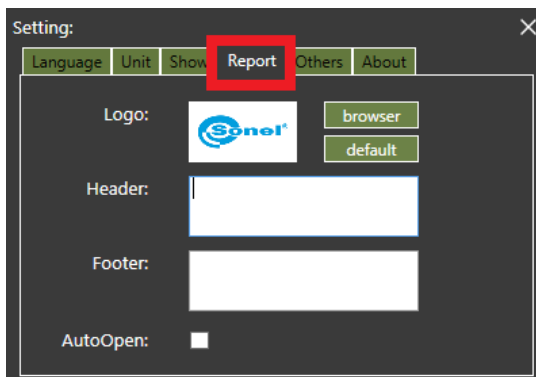 Setting:
Language Unit Show Report Others About
Logo:
Sonel®
browser
default
Header:
Footer:
AutoOpen: